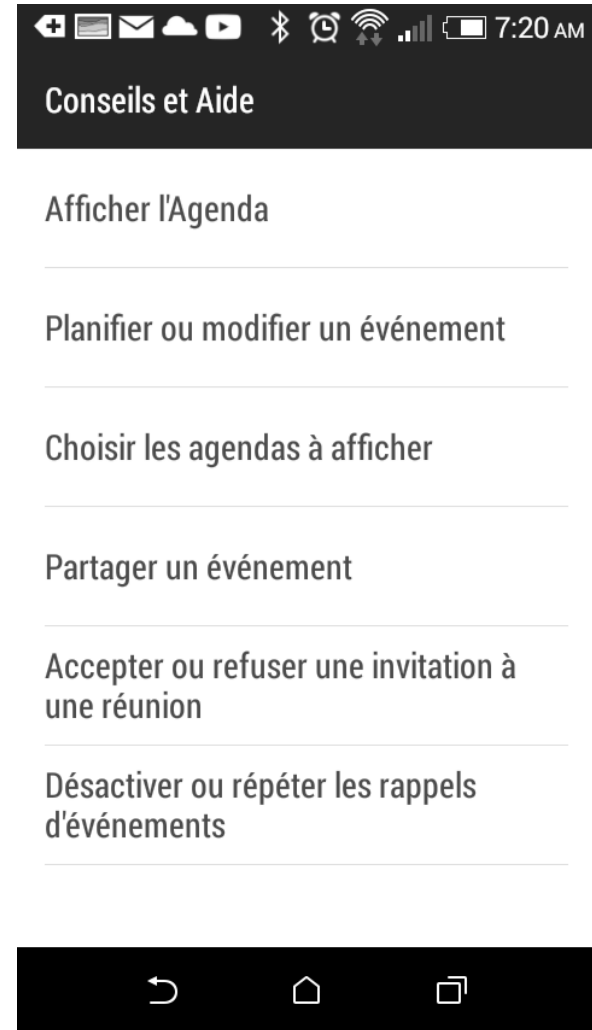 7:20 AM
Conseils et Aide
Afficher l'Agenda
Planifier ou modifier un événement
Choisir les agendas à afficher
Partager un événement
Accepter ou refuser une invitation à
une réunion
Désactiver ou répéter les rappels
d'événements